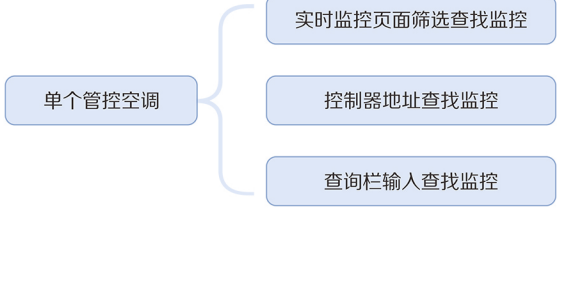 实时监控页面筛选查找监控
单个管控空调
控制器地址查找监控
查询栏输入查找监控